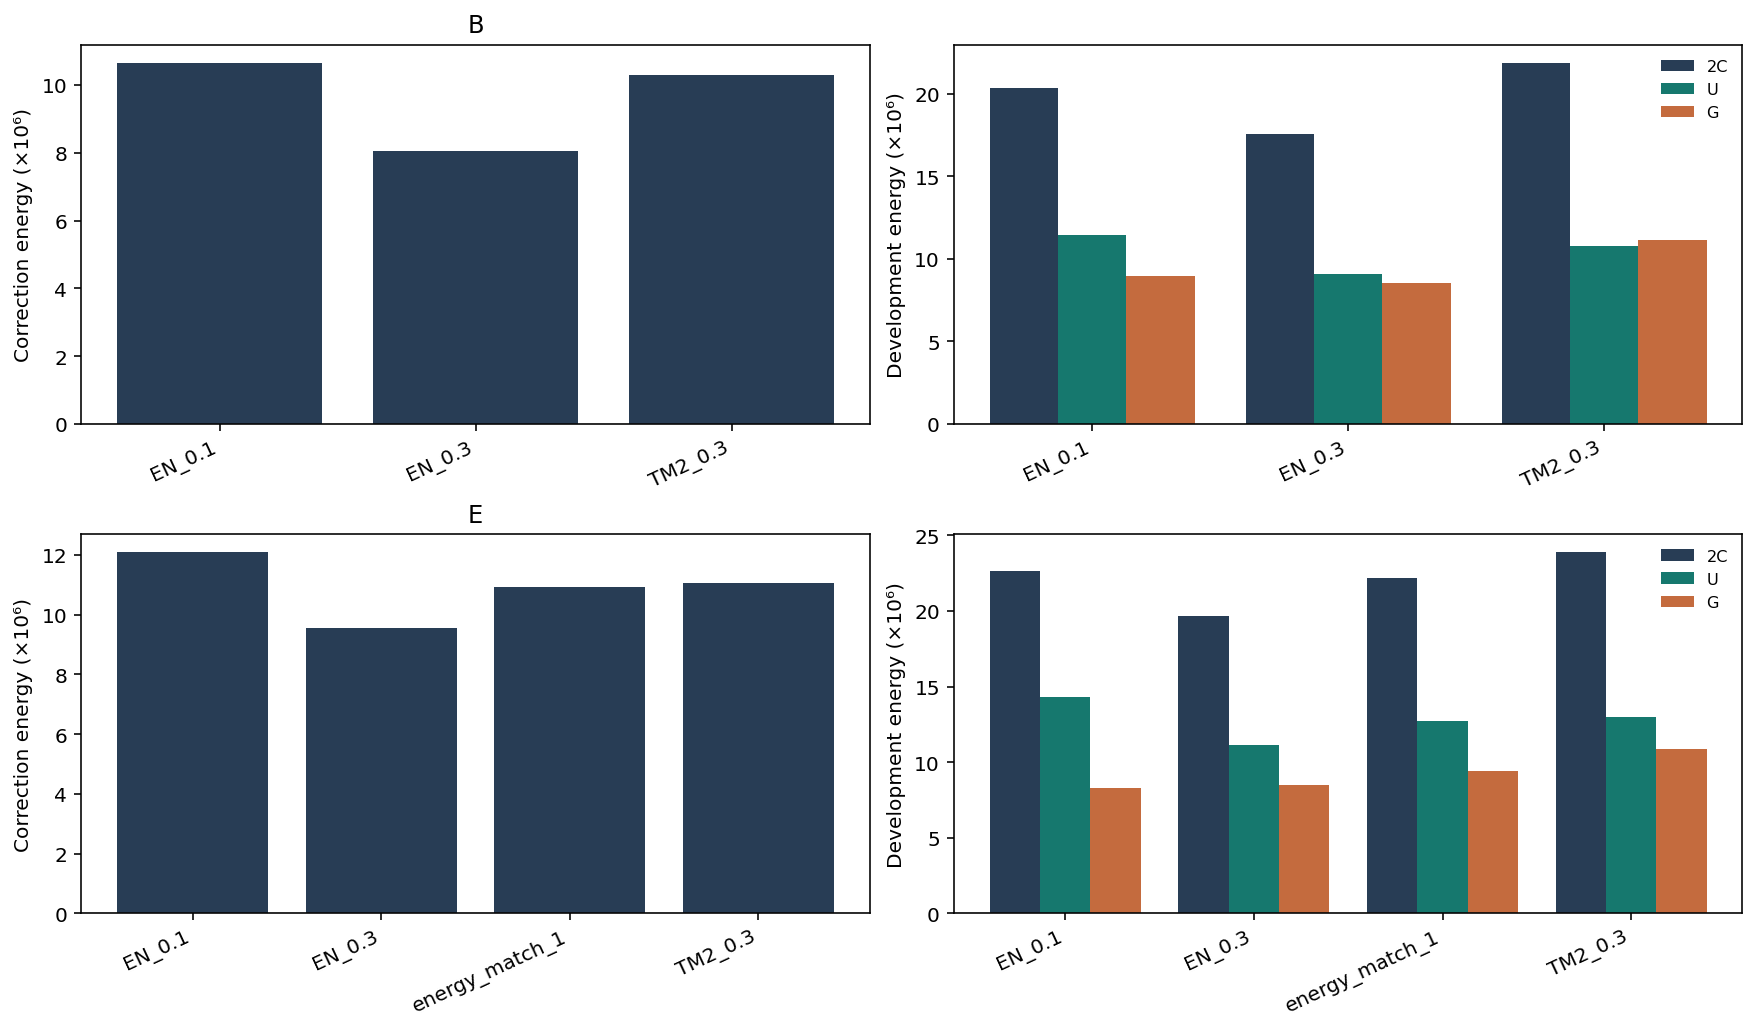 B
Correction energy (×10⁶)
10
8
6
4
2
0
EN_0.1
EN_0.3
TM2_0.3
Development energy (×10⁶)
20
15
10
5
0
2C
U
G
EN_0.1
EN_0.3
TM2_0.3
E
Correction energy (×10⁶)
12
10
8
6
4
2
0
EN_0.1
EN_0.3
energy_match_1
TM2_0.3
Development energy (×10⁶)
25
20
15
10
5
0
2C
U
G
EN_0.1
EN_0.3
energy_match_1
TM2_0.3